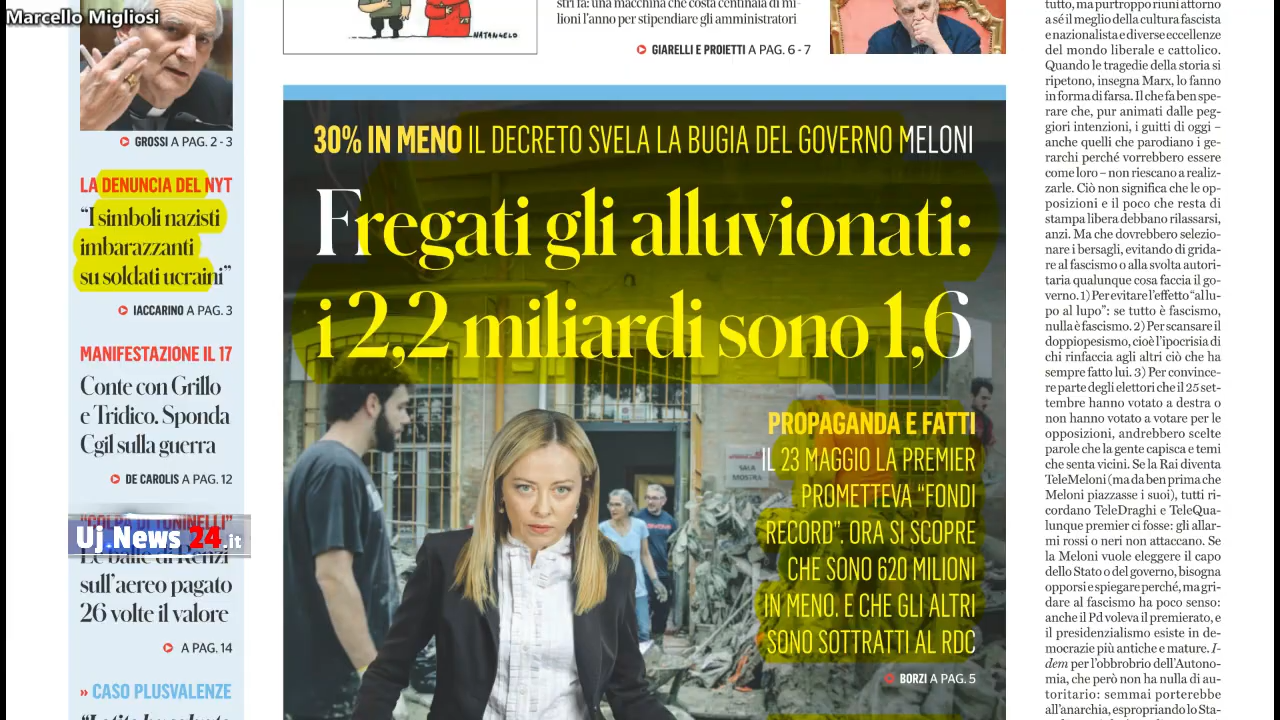 Marcello Migliosi
GROSSI A PAG. 2 - 3
LA DENUNCIA DEL NYT
“I simboli nazisti
imbarazzanti
su soldati ucraini”
IACCARINO A PAG. 3
MANIFESTAZIONE IL 17
Conte con Grillo
e Tridico. Sponda
Cgil sulla guerra
DE CAROLIS A PAG. 12
“COLPA DI TONINELLI”
Uj.News 24.it
Le balle di Renzi
sull’aereo pagato
26 volte il valore
A PAG. 14
» CASO PLUSVALENZE
NATANGELO
stri fa: una macchina che costa centinaia di mi-
lioni l’anno per stipendiare gli amministratori
GIARELLI E PROIETTI A PAG. 6 - 7
30% IN MENO IL DECRETO SVELA LA BUGIA DEL GOVERNO MELONI
Fregati gli alluvionati:
i 2,2 miliardi sono 1,6
SALA
MOSTRA
PROPAGANDA E FATTI
IL 23 MAGGIO LA PREMIER
PROMETTEVA “FONDI
RECORD”. ORA SI SCOPRE
CHE SONO 620 MILIONI
IN MENO. E CHE GLI ALTRI
SONO SOTTRATTI AL RDC
BORZI A PAG. 5
tutto, ma purtroppo riunì attorno
a sé il meglio della cultura fascista
e nazionalista e diverse eccellenze
del mondo liberale e cattolico.
Quando le tragedie della storia si
ripetono, insegna Marx, lo fanno
in forma di farsa. Il che fa ben spe-
rare che, pur animati dalle peg-
giori intenzioni, i guitti di oggi –
anche quelli che parodiano i ge-
rarchi perché vorrebbero essere
come loro – non riescano a realiz-
zarle. Ciò non significa che le op-
posizioni e il poco che resta di
stampa libera debbano rilassarsi,
anzi. Ma che dovrebbero selezio-
nare i bersagli, evitando di grida-
re al fascismo o alla svolta autori-
taria qualunque cosa faccia il go-
verno. 1) Per evitare l’effetto “al lu-
po al lupo”: se tutto è fascismo,
nulla è fascismo. 2) Per scansare il
doppiopesismo, cioè l’ipocrisia di
chi rinfaccia agli altri ciò che ha
sempre fatto lui. 3) Per convince-
re parte degli elettori che il 25 set-
tembre hanno votato a destra o
non hanno votato a votare per le
opposizioni, andrebbero scelte
parole che la gente capisca e temi
che senta vicini. Se la Rai diventa
TeleMeloni (ma da ben prima che
Meloni piazzasse i suoi), tutti ri-
cordano TeleDraghi e TeleQua-
lunque premier ci fosse: gli allar-
mi rossi o neri non attaccano. Se
la Meloni vuole eleggere il capo
dello Stato o del governo, bisogna
opporsi e spiegare perché, ma gri-
dare al fascismo ha poco senso:
anche il Pd voleva il premierato, e
il presidenzialismo esiste in de-
mocrazie più antiche e mature. I-
dem per l’obbrobrio dell’Autono-
mia, che però non ha nulla di au-
toritario: semmai porterebbe
all’anarchia, espropriando lo Sta-